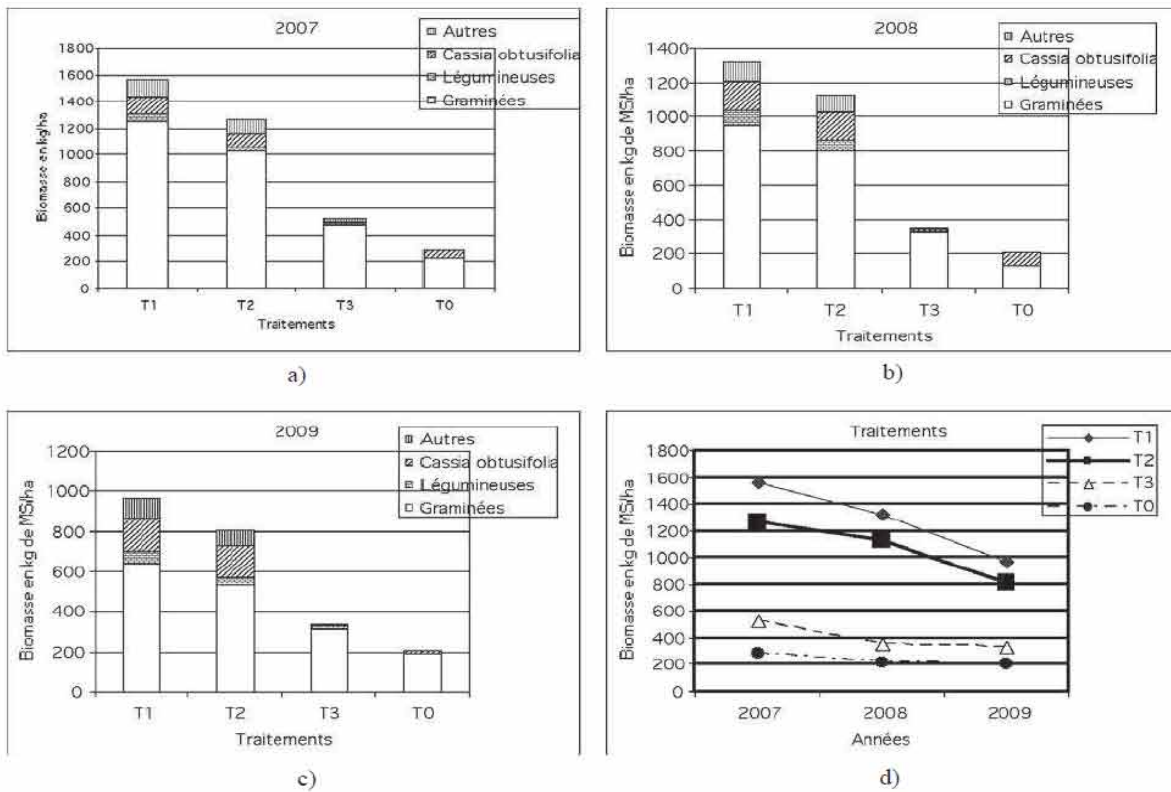 2007
Autres
Cassia obtusifolia
Légumineuses
Graminées
1800
1600
1400
1200
1000
800
600
400
200
0
Biomasse en kg/ha
T1 T2 T3 T0
Traitements
a)
2008
Autres
Cassia obtusifolia
Légumineuses
Graminées
1400
1200
1000
800
600
400
200
0
Biomasse en kg de MS/ha
T1 T2 T3 T0
Traitements
b)
2009
Autres
Cassia obtusifolia
Légumineuses
Graminées
1200
1000
800
600
400
200
0
Biomasse en kg de MS/ha
T1 T2 T3 T0
Traitements
c)
Traitements
T1
T2
T3
T0
1800
1600
1400
1200
1000
800
600
400
200
0
Biomasse en kg de MS/ha
2007 2008 2009
Années
d)